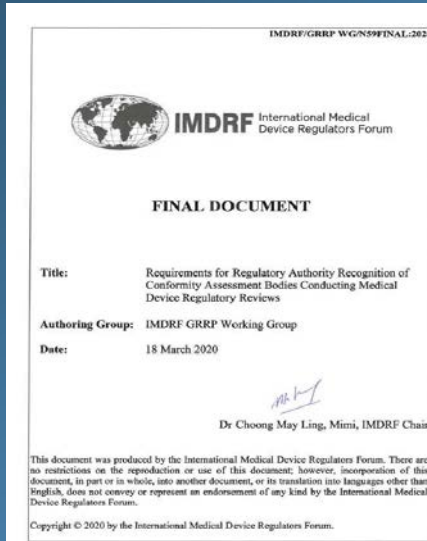 IMDRF/GRRP WG/N59FINAL:202
IMDRF International Medical
Device Regulators Forum
FINAL DOCUMENT
Title: Requirements for Regulatory Authority Recognition of
Conformity Assessment Bodies Conducting Medical
Device Regulatory Reviews
Authoring Group: IMDRF GRRP Working Group
Date: 18 March 2020
Dr Choong May Ling, Mimi, IMDRF Chair
This document was produced by the International Medical Device Regulators Forum. There are
no restrictions on the reproduction or use of this document; however, incorporation of this
document, in part or in whole, into another document, or its translation into languages other than
English, does not convey or represent an endorsement of any kind by the International Medical
Device Regulators Forum.
Copyright © 2020 by the International Medical Device Regulators Forum.